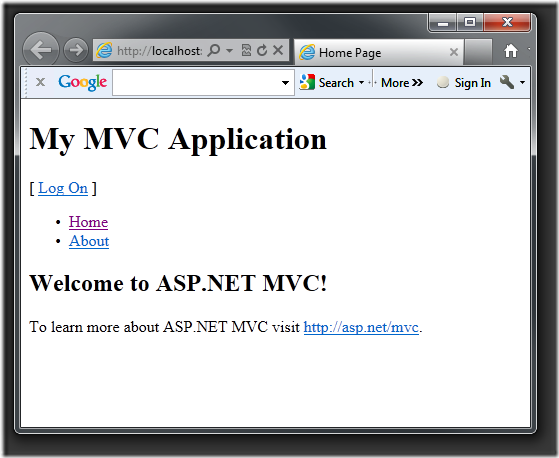 http://localhost:
Home Page
Google
Search
More
Sign In
My MVC Application
[ Log On ]
• Home
• About
Welcome to ASP.NET MVC!
To learn more about ASP.NET MVC visit http://asp.net/mvc.